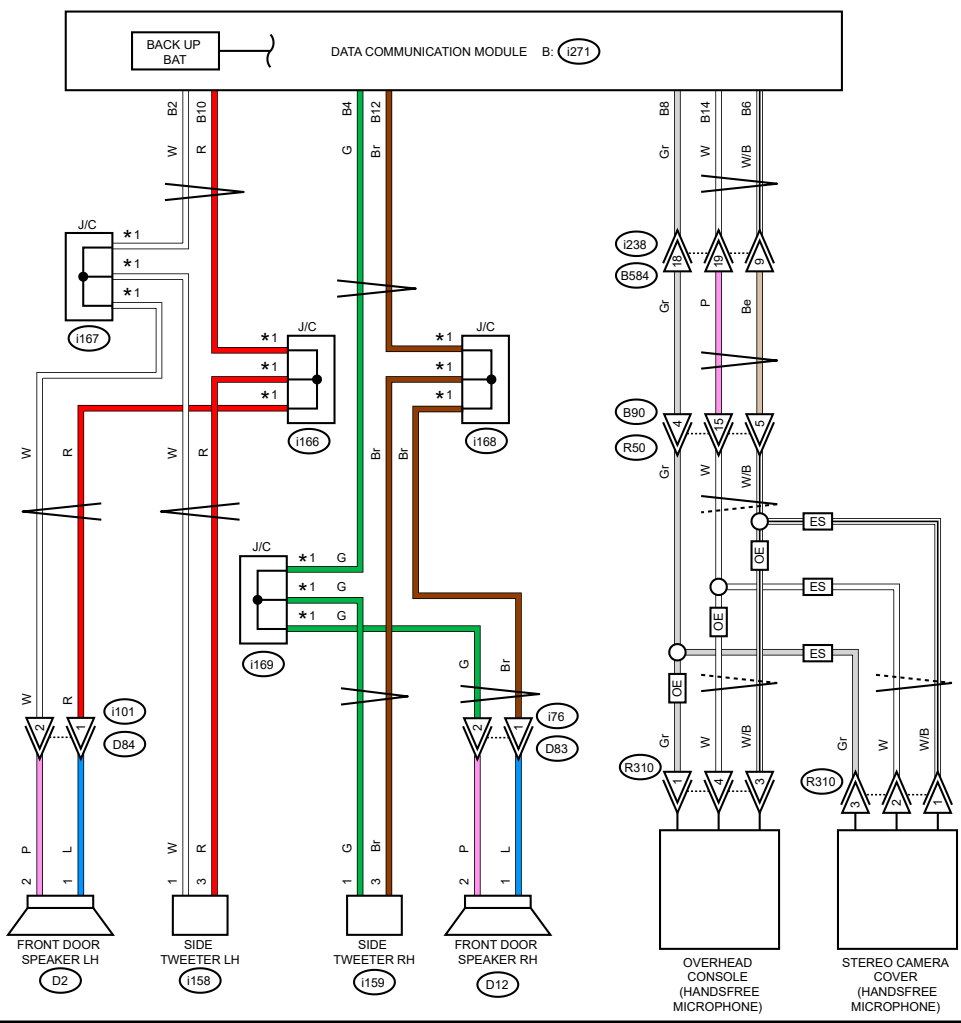 BACK UP
BAT
DATA COMMUNICATION MODULE B: i271
B2
B10
B4
B12
B8
B14
B6
W
R
G
Br
Gr
W
W/B
J/C
*1
*1
*1
i167
i238
18
19
9
B584
Gr
P
Be
J/C
*1
*1
*1
i166
J/C
*1
*1
*1
i168
B90
4
15
5
R50
W
R
W
R
Br
Br
Gr
W
W/B
J/C
*1 G
*1 G
*1 G
i169
ES
OE
ES
OE
ES
OE
W
R
G
Br
i101
2
1
D84
i76
2
1
D83
Gr
W
W/B
Gr
W
W/B
R310
1
4
3
R310
3
2
1
P
L
W
R
G
Br
P
L
2
1
1
3
1
3
2
1
FRONT DOOR
SPEAKER LH
D2
SIDE
TWEETER LH
i158
SIDE
TWEETER RH
i159
FRONT DOOR
SPEAKER RH
D12
OVERHEAD
CONSOLE
(HANDSFREE
MICROPHONE)
STEREO CAMERA
COVER
(HANDSFREE
MICROPHONE)